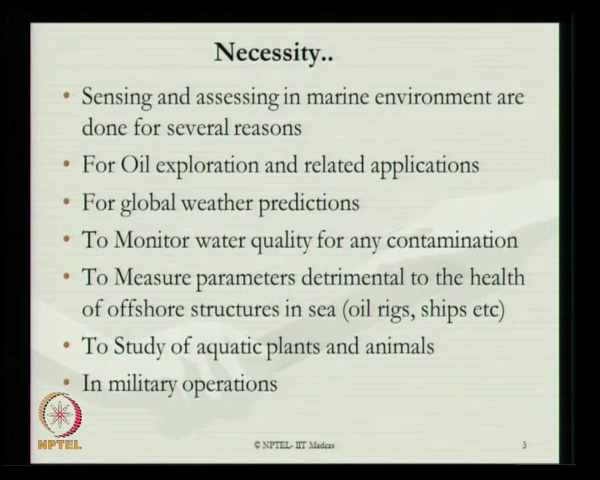 Necessity..
• Sensing and assessing in marine environment are
done for several reasons
• For Oil exploration and related applications
• For global weather predictions
• To Monitor water quality for any contamination
• To Measure parameters detrimental to the health
of offshore structures in sea (oil rigs, ships etc)
• To Study of aquatic plants and animals
• In military operations
NPTEL
© NPTEL- IIT Madras
3